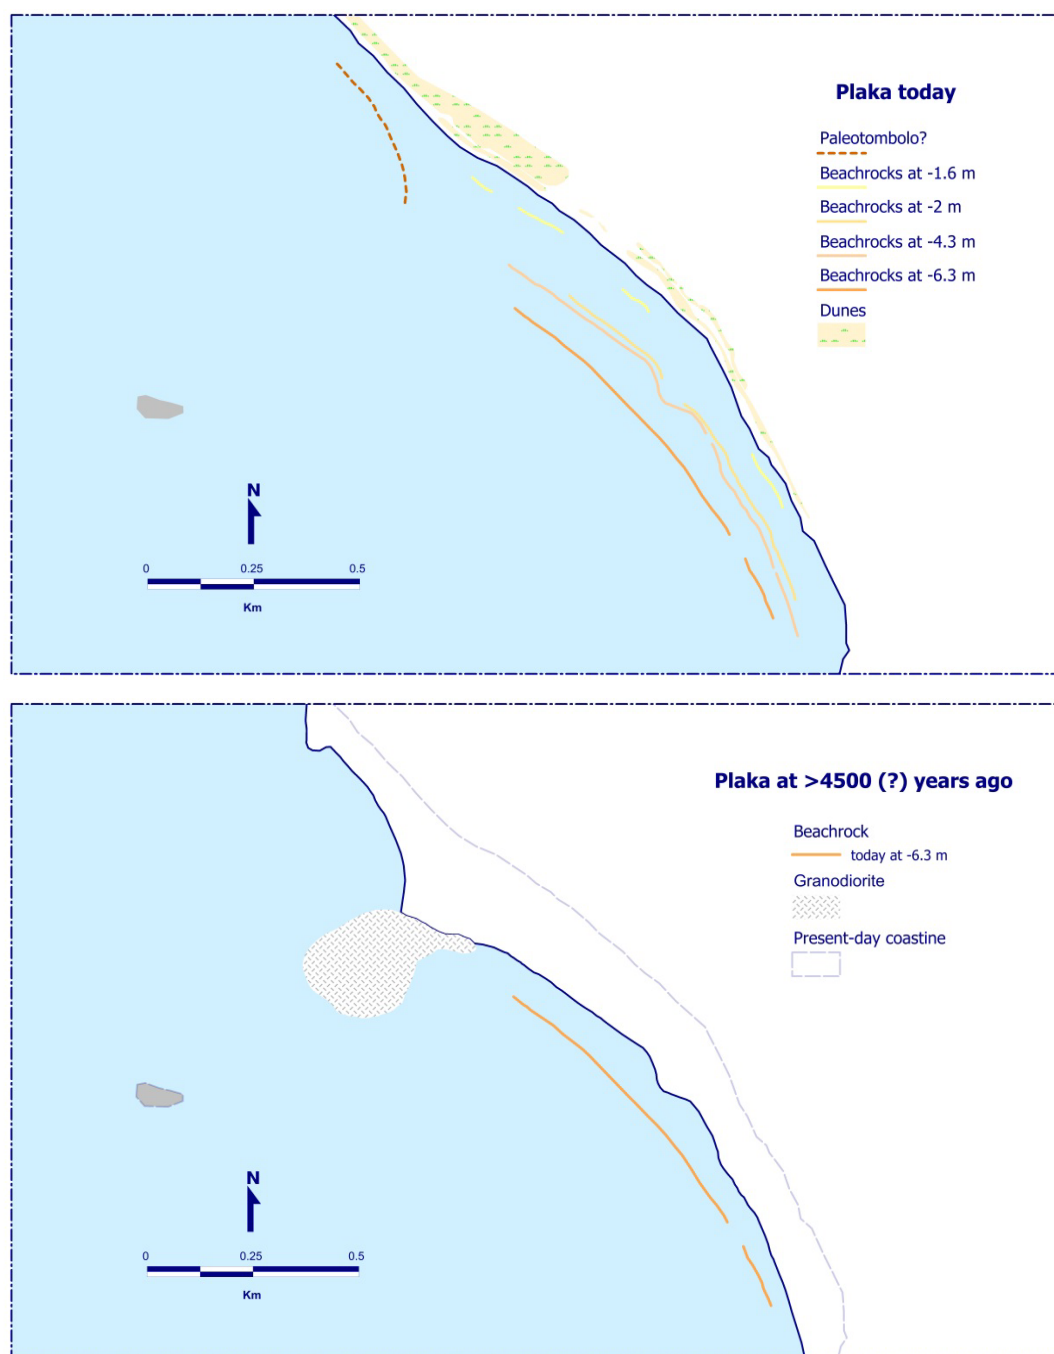 Plaka today
Paleotombolo?
Beachrocks at -1.6 m
Beachrocks at -2 m
Beachrocks at -4.3 m
Beachrocks at -6.3 m
Dunes
N
0 0.25 0.5
Km
Plaka at >4500 (?) years ago
Beachrock
today at -6.3 m
Granodiorite
Present-day coastine
N
0 0.25 0.5
Km